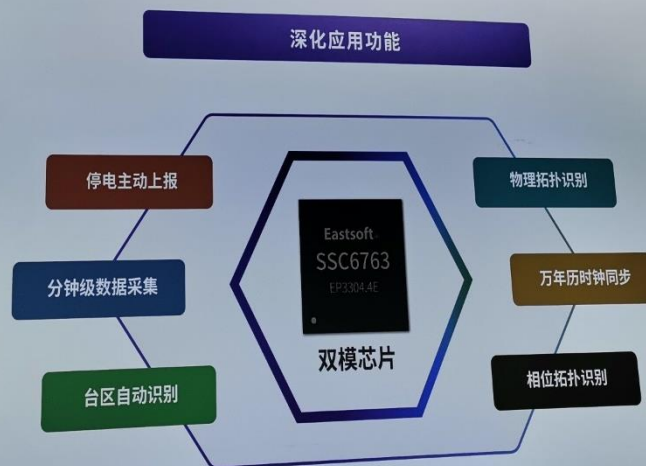 深化应用功能
停电主动上报
物理拓扑识别
Eastsoft
SSC6763
EP3304.4E
分钟级数据采集
万年历时钟同步
双模芯片
台区自动识别
相位拓扑识别